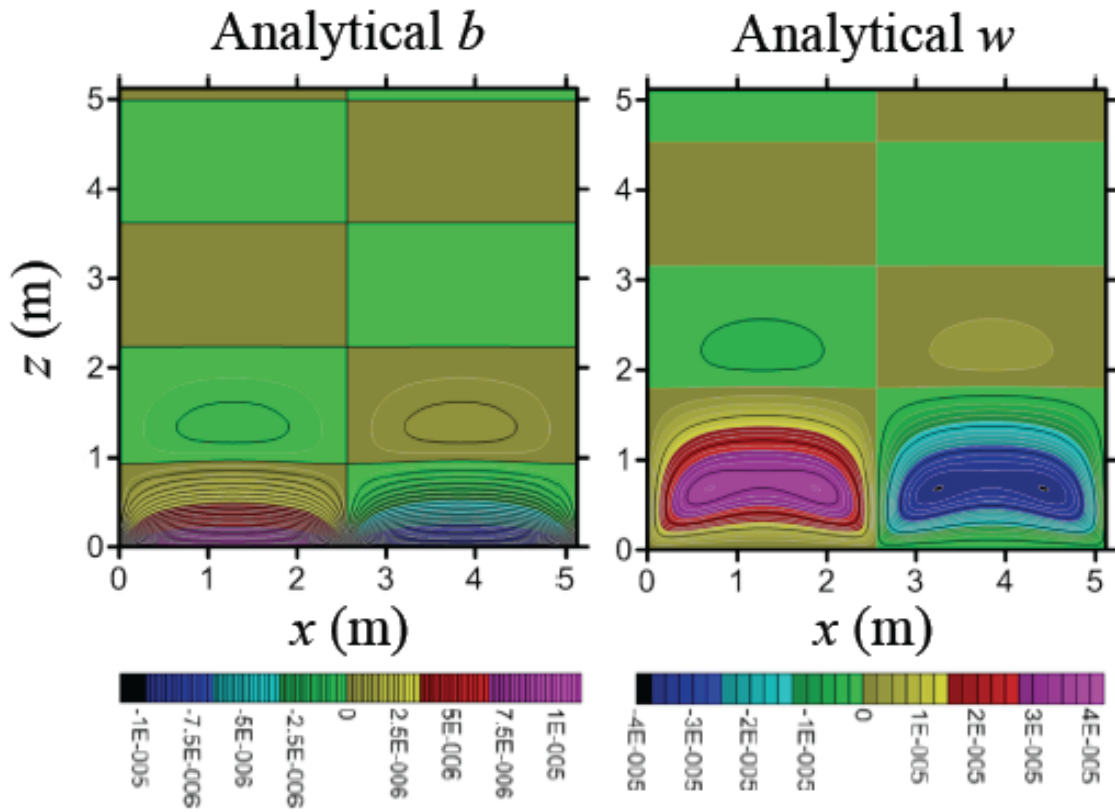 Analytical b
Analytical w
5
4
3
2
1
0
z (m)
0 1 2 3 4 5
x (m)
5
4
3
2
1
0
0 1 2 3 4 5
x (m)
-1E-005
-7.5E-006
-5E-006
-2.5E-006
0
2.5E-006
5E-006
7.5E-006
1E-005
-4E-005
-3E-005
-2E-005
-1E-005
0
1E-005
2E-005
3E-005
4E-005